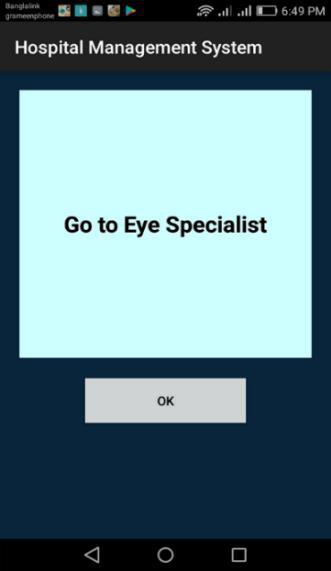 Banglalink
grameenphone
6:49 PM
Hospital Management System
Go to Eye Specialist
OK